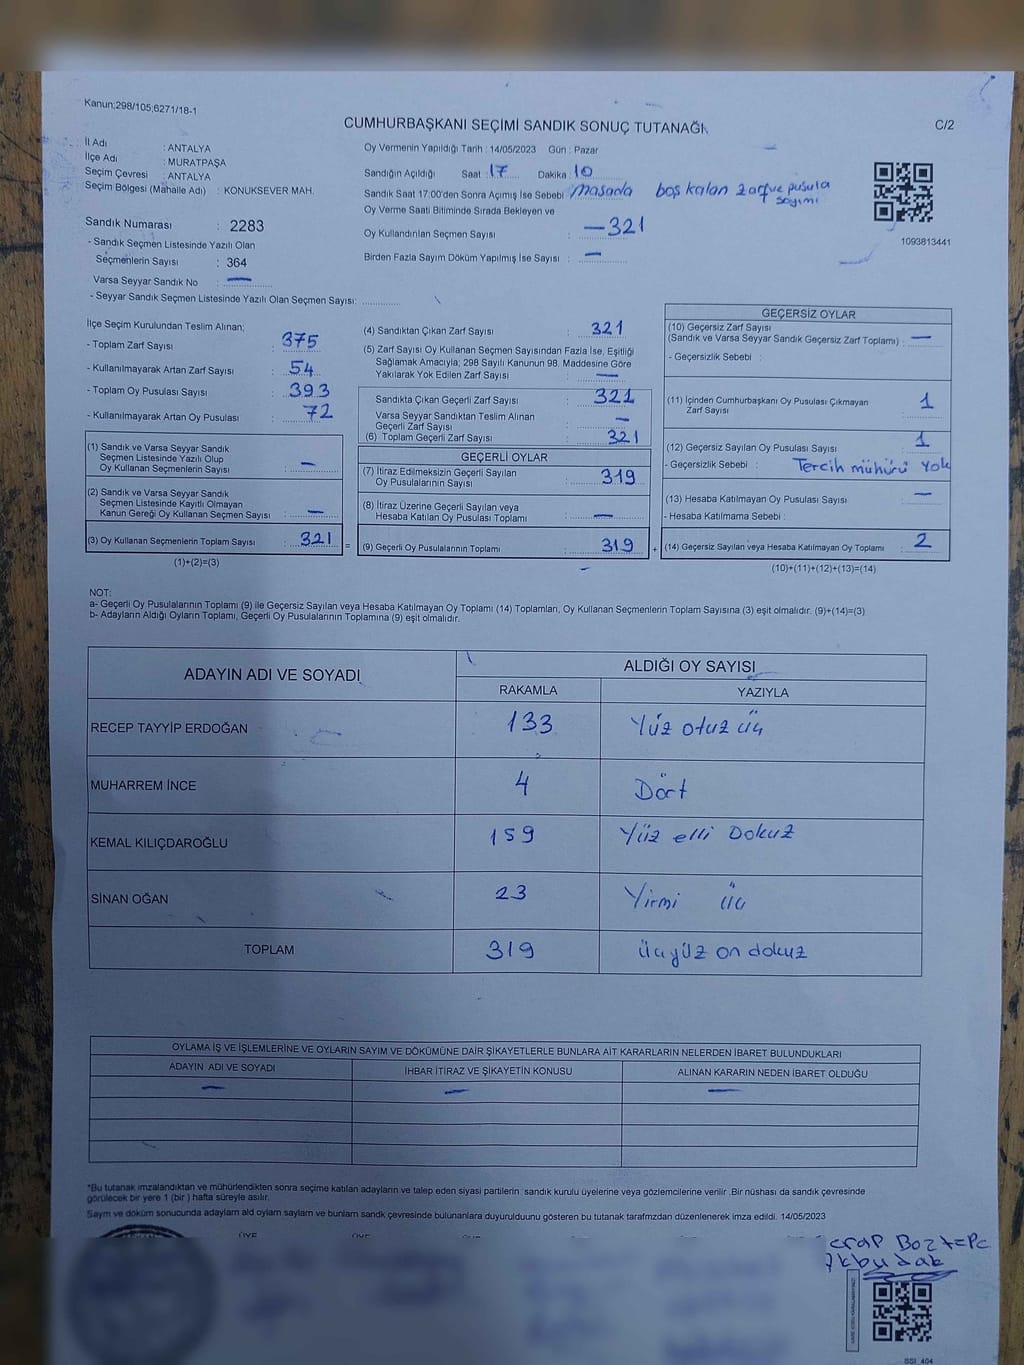 Kanun;298/105;6271/18-1
CUMHURBAŞKANI SEÇİMİ SANDIK SONUÇ TUTANAĞI
C/2
İl Adı : ANTALYA
İlçe Adı : MURATPAŞA
Seçim Çevresi : ANTALYA
Seçim Bölgesi (Mahalle Adı) : KONUKSEVER MAH.
Sandık Numarası : 2283
- Sandık Seçmen Listesinde Yazılı Olan
Seçmenlerin Sayısı : 364
Varsa Seyyar Sandık No : —
- Seyyar Sandık Seçmen Listesinde Yazılı Olan Seçmen Sayısı: ............
Oy Vermenin Yapıldığı Tarih : 14/05/2023 Gün : Pazar
Sandığın Açıldığı Saat : 17 Dakika : 10
Sandık Saat 17:00'den Sonra Açımış İse Sebebi : masada boş kalan zarf ve pusula sayımı
Oy Verme Saati Bitiminde Sırada Bekleyen ve
Oy Kullandırılan Seçmen Sayısı : —321
Birden Fazla Sayım Döküm Yapılmış İse Sayısı : —
1093813441
İlçe Seçim Kurulundan Teslim Alınan;
- Toplam Zarf Sayısı : 375
- Kullanılmayarak Artan Zarf Sayısı : 54
- Toplam Oy Pusulası Sayısı : 393
- Kullanılmayarak Artan Oy Pusulası : 72
(1) Sandık ve Varsa Seyyar Sandık
Seçmen Listesinde Yazılı Olup
Oy Kullanan Seçmenlerin Sayısı : —
(2) Sandık ve Varsa Seyyar Sandık
Seçmen Listesinde Kayıtlı Olmayan
Kanun Gereği Oy Kullanan Seçmen Sayısı : —
(3) Oy Kullanan Seçmenlerin Toplam Sayısı : 321 =
(1)+(2)=(3)
(4) Sandıktan Çıkan Zarf Sayısı : 321
(5) Zarf Sayısı Oy Kullanan Seçmen Sayısından Fazla İse, Eşitliği
Sağlamak Amacıyla; 298 Sayılı Kanunun 98. Maddesine Göre
Yakılarak Yok Edilen Zarf Sayısı : —
Sandıkta Çıkan Geçerli Zarf Sayısı : 321
Varsa Seyyar Sandıktan Teslim Alınan
Geçerli Zarf Sayısı : —
(6) Toplam Geçerli Zarf Sayısı : 321
GEÇERLİ OYLAR
(7) İtiraz Edilmeksizin Geçerli Sayılan
Oy Pusulalarının Sayısı : 319
(8) İtiraz Üzerine Geçerli Sayılan veya
Hesaba Katılan Oy Pusulası Toplamı : —
(9) Geçerli Oy Pusulalarının Toplamı : 319 +
GEÇERSİZ OYLAR
(10) Geçersiz Zarf Sayısı
(Sandık ve Varsa Seyyar Sandık Geçersiz Zarf Toplamı) : —
- Geçersizlik Sebebi :
(11) İçinden Cumhurbaşkanı Oy Pusulası Çıkmayan
Zarf Sayısı : 1
(12) Geçersiz Sayılan Oy Pusulası Sayısı : 1
- Geçersizlik Sebebi : Tercih mühürü Yok
(13) Hesaba Katılmayan Oy Pusulası Sayısı : —
- Hesaba Katılmama Sebebi :
(14) Geçersiz Sayılan veya Hesaba Katılmayan Oy Toplamı : 2
(10)+(11)+(12)+(13)=(14)
NOT:
a- Geçerli Oy Pusulalarının Toplamı (9) ile Geçersiz Sayılan veya Hesaba Katılmayan Oy Toplamı (14) Toplamları, Oy Kullanan Seçmenlerin Toplam Sayısına (3) eşit olmalıdır. (9)+(14)=(3)
b- Adayların Aldığı Oyların Toplamı, Geçerli Oy Pusulalarının Toplamına (9) eşit olmalıdır.
ADAYIN ADI VE SOYADI
ALDIĞI OY SAYISI
RAKAMLA YAZIYLA
RECEP TAYYİP ERDOĞAN 133 Yüz otuz üç
MUHARREM İNCE 4 Dört
KEMAL KILIÇDAROĞLU 159 Yüz elli Dokuz
SİNAN OĞAN 23 Yirmi üç
TOPLAM 319 üçyüz on dokuz
OYLAMA İŞ VE İŞLEMLERİNE VE OYLARIN SAYIM VE DÖKÜMÜNE DAİR ŞİKAYETLERLE BUNLARA AİT KARARLARIN NELERDEN İBARET BULUNDUKLARI
ADAYIN ADI VE SOYADI İHBAR İTİRAZ VE ŞİKAYETİN KONUSU ALINAN KARARIN NEDEN İBARET OLDUĞU
— — —
*Bu tutanak imzalandıktan ve mühürlendikten sonra seçime katılan adayların ve talep eden siyasi partilerin sandık kurulu üyelerine veya gözlemcilerine verilir .Bir nüshası da sandık çevresinde
görülecek bir yere 1 (bir ) hafta süreyle asılır.
Sayım ve döküm sonucunda adayların ald oyların sayıları ve bunların sandk çevresinde bulunanlara duyurulduunu gösteren bu tutanak tarafmzdan düzenlenerek imza edildi. 14/05/2023
ÜYE ÜYE